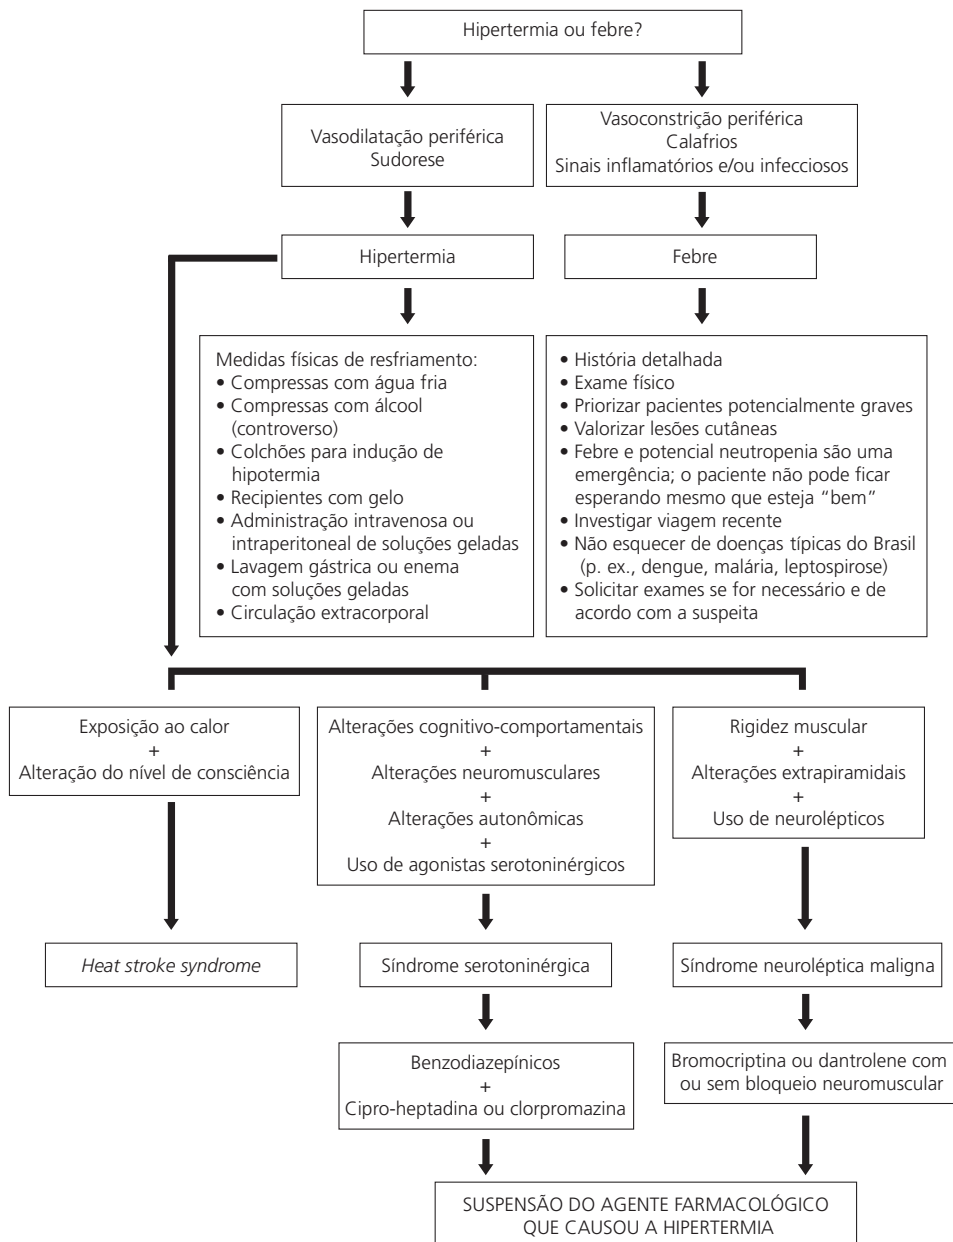 Hipertermia ou febre?
Vasodilatação periférica
Sudorese
Vasoconstrição periférica
Calafrios
Sinais inflamatórios e/ou infecciosos
Hipertermia
Febre
Medidas físicas de resfriamento:
• Compressas com água fria
• Compressas com álcool
(controverso)
• Colchões para indução de
hipotermia
• Recipientes com gelo
• Administração intravenosa ou
intraperitoneal de soluções geladas
• Lavagem gástrica ou enema
com soluções geladas
• Circulação extracorporal
• História detalhada
• Exame físico
• Priorizar pacientes potencialmente graves
• Valorizar lesões cutâneas
• Febre e potencial neutropenia são uma
emergência; o paciente não pode ficar
esperando mesmo que esteja “bem”
• Investigar viagem recente
• Não esquecer de doenças típicas do Brasil
(p. ex., dengue, malária, leptospirose)
• Solicitar exames se for necessário e de
acordo com a suspeita
Exposição ao calor
+
Alteração do nível de consciência
Alterações cognitivo-comportamentais
+
Alterações neuromusculares
+
Alterações autonômicas
+
Uso de agonistas serotoninérgicos
Rigidez muscular
+
Alterações extrapiramidais
+
Uso de neurolépticos
Heat stroke syndrome
Síndrome serotoninérgica
Síndrome neuroléptica maligna
Benzodiazepínicos
+
Cipro-heptadina ou clorpromazina
Bromocriptina ou dantrolene com
ou sem bloqueio neuromuscular
SUSPENSÃO DO AGENTE FARMACOLÓGICO
QUE CAUSOU A HIPERTERMIA